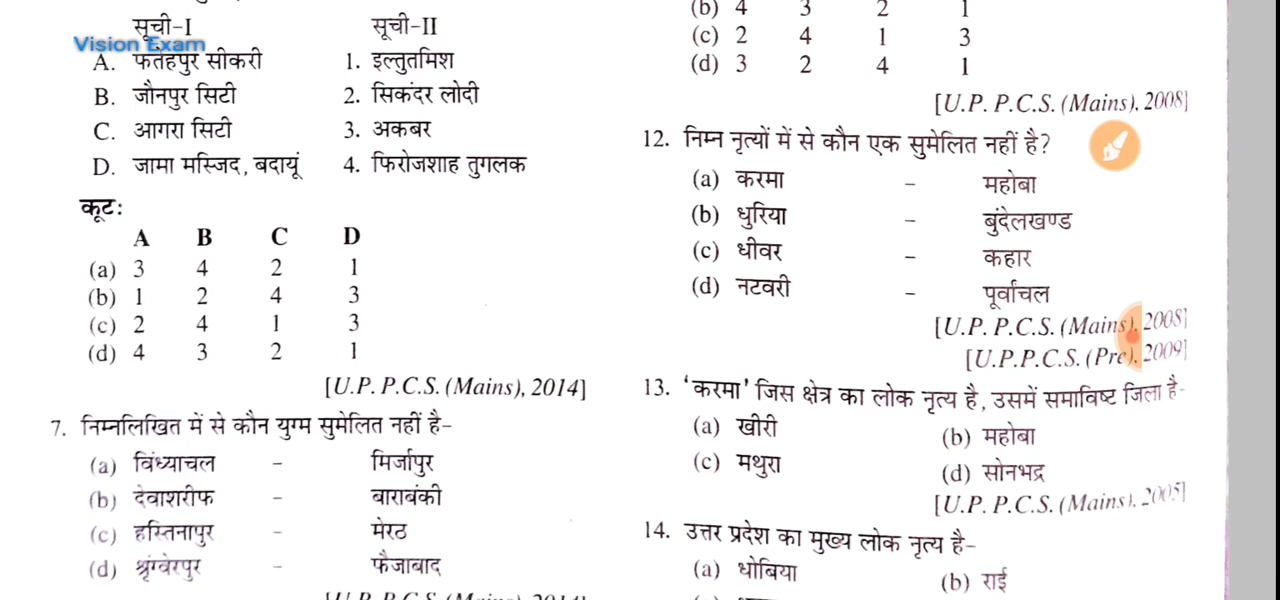 सूची-I सूची-II
Vision Exam
A. फतेहपुर सीकरी 1. इल्तुतमिश
B. जौनपुर सिटी 2. सिकंदर लोदी
C. आगरा सिटी 3. अकबर
D. जामा मस्जिद, बदायूं 4. फिरोजशाह तुगलक
कूटः
A B C D
(a) 3 4 2 1
(b) 1 2 4 3
(c) 2 4 1 3
(d) 4 3 2 1
[U.P. P.C.S. (Mains), 2014]
7. निम्नलिखित में से कौन युग्म सुमेलित नहीं है-
(a) विंध्याचल - मिर्जापुर
(b) देवाशरीफ - बाराबंकी
(c) हस्तिनापुर - मेरठ
(d) श्रृंग्वेरपुर - फैजाबाद
[U.P. P.C.S. (Mains) 2014]
(b) 4 3 2 1
(c) 2 4 1 3
(d) 3 2 4 1
[U.P. P.C.S. (Mains), 2008]
12. निम्न नृत्यों में से कौन एक सुमेलित नहीं है?
(a) करमा - महोबा
(b) धुरिया - बुंदेलखण्ड
(c) धीवर - कहार
(d) नटवरी - पूर्वांचल
[U.P. P.C.S. (Mains), 2008]
[U.P.P.C.S. (Pre), 2009]
13. 'करमा' जिस क्षेत्र का लोक नृत्य है, उसमें समाविष्ट जिला है-
(a) खीरी (b) महोबा
(c) मथुरा (d) सोनभद्र
[U.P. P.C.S. (Mains), 2005]
14. उत्तर प्रदेश का मुख्य लोक नृत्य है-
(a) धोबिया (b) राई